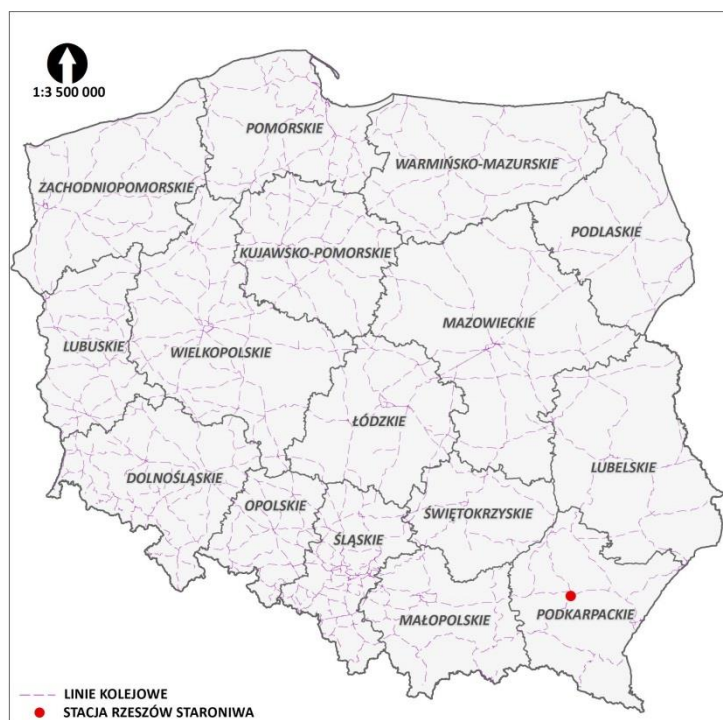 1:3 500 000
POMORSKIE
WARMIŃSKO-MAZURSKIE
ZACHODNIOPOMORSKIE
PODLASKIE
KUJAWSKO-POMORSKIE
MAZOWIECKIE
LUBUSKIE
WIELKOPOLSKIE
ŁÓDZKIE
LUBELSKIE
DOLNOŚLĄSKIE
OPOLSKIE
ŚWIĘTOKRZYSKIE
ŚLĄSKIE
PODKARPACKIE
MAŁOPOLSKIE
LINIE KOLEJOWE
STACJA RZESZÓW STARONIWA